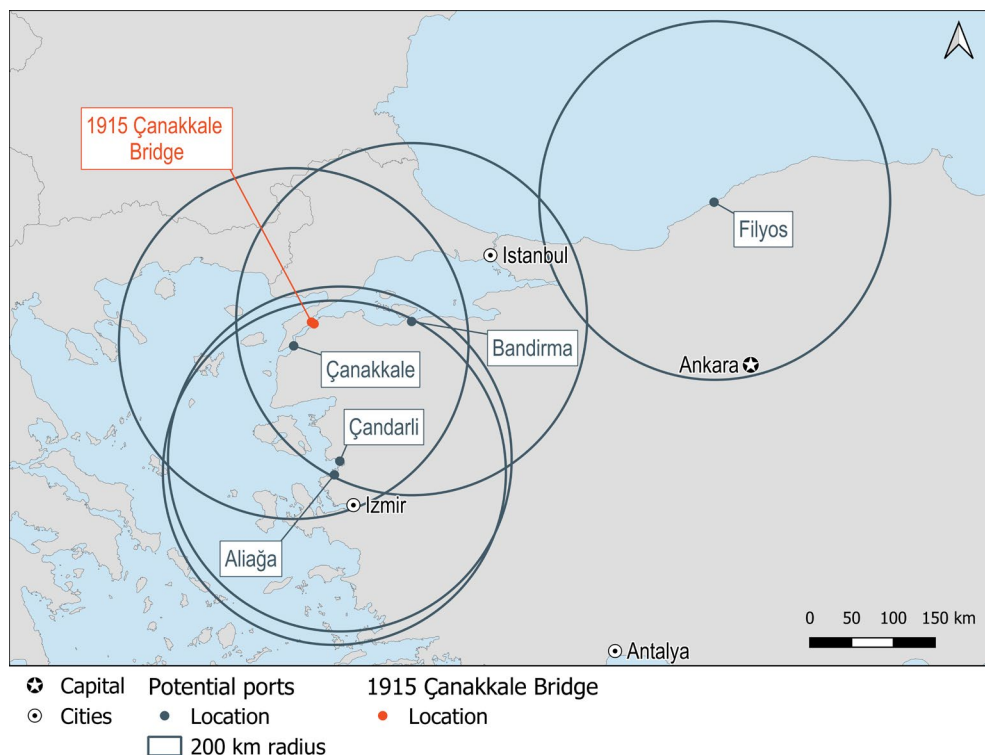 1915 Çanakkale
Bridge
Filyos
Istanbul
Bandirma
Ankara
Çanakkale
Çandarli
Izmir
Aliağa
0 50 100 150 km
Antalya
Capital Potential ports 1915 Çanakkale Bridge
Cities Location Location
200 km radius